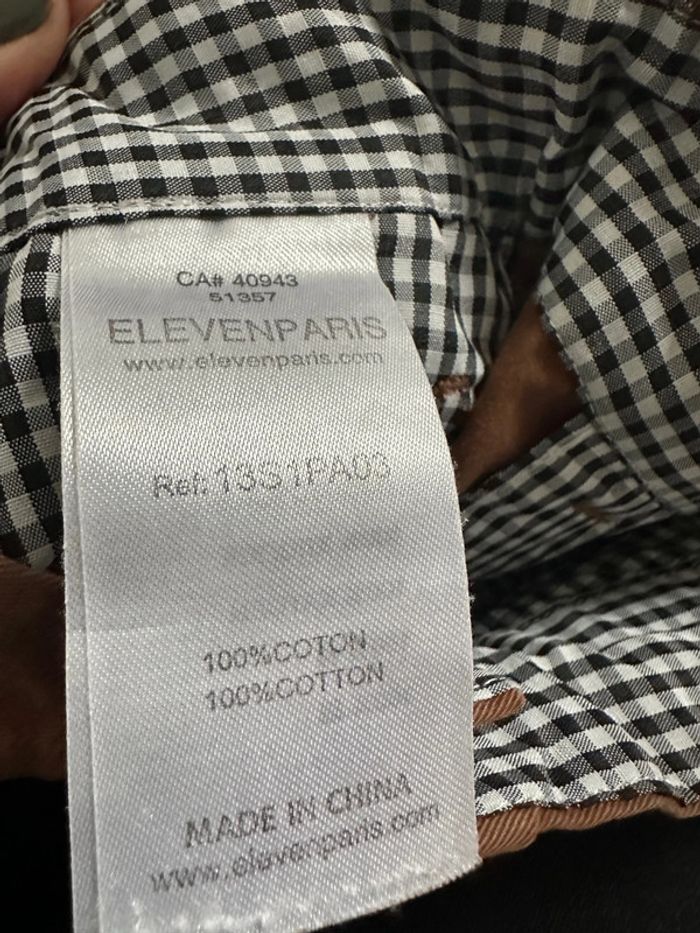 CA# 40943
51357
ELEVENPARIS
www.elevenparis.com
Ref: 13S1PA03
100%COTON
100%COTTON
MADE IN CHINA
www.elevenparis.com